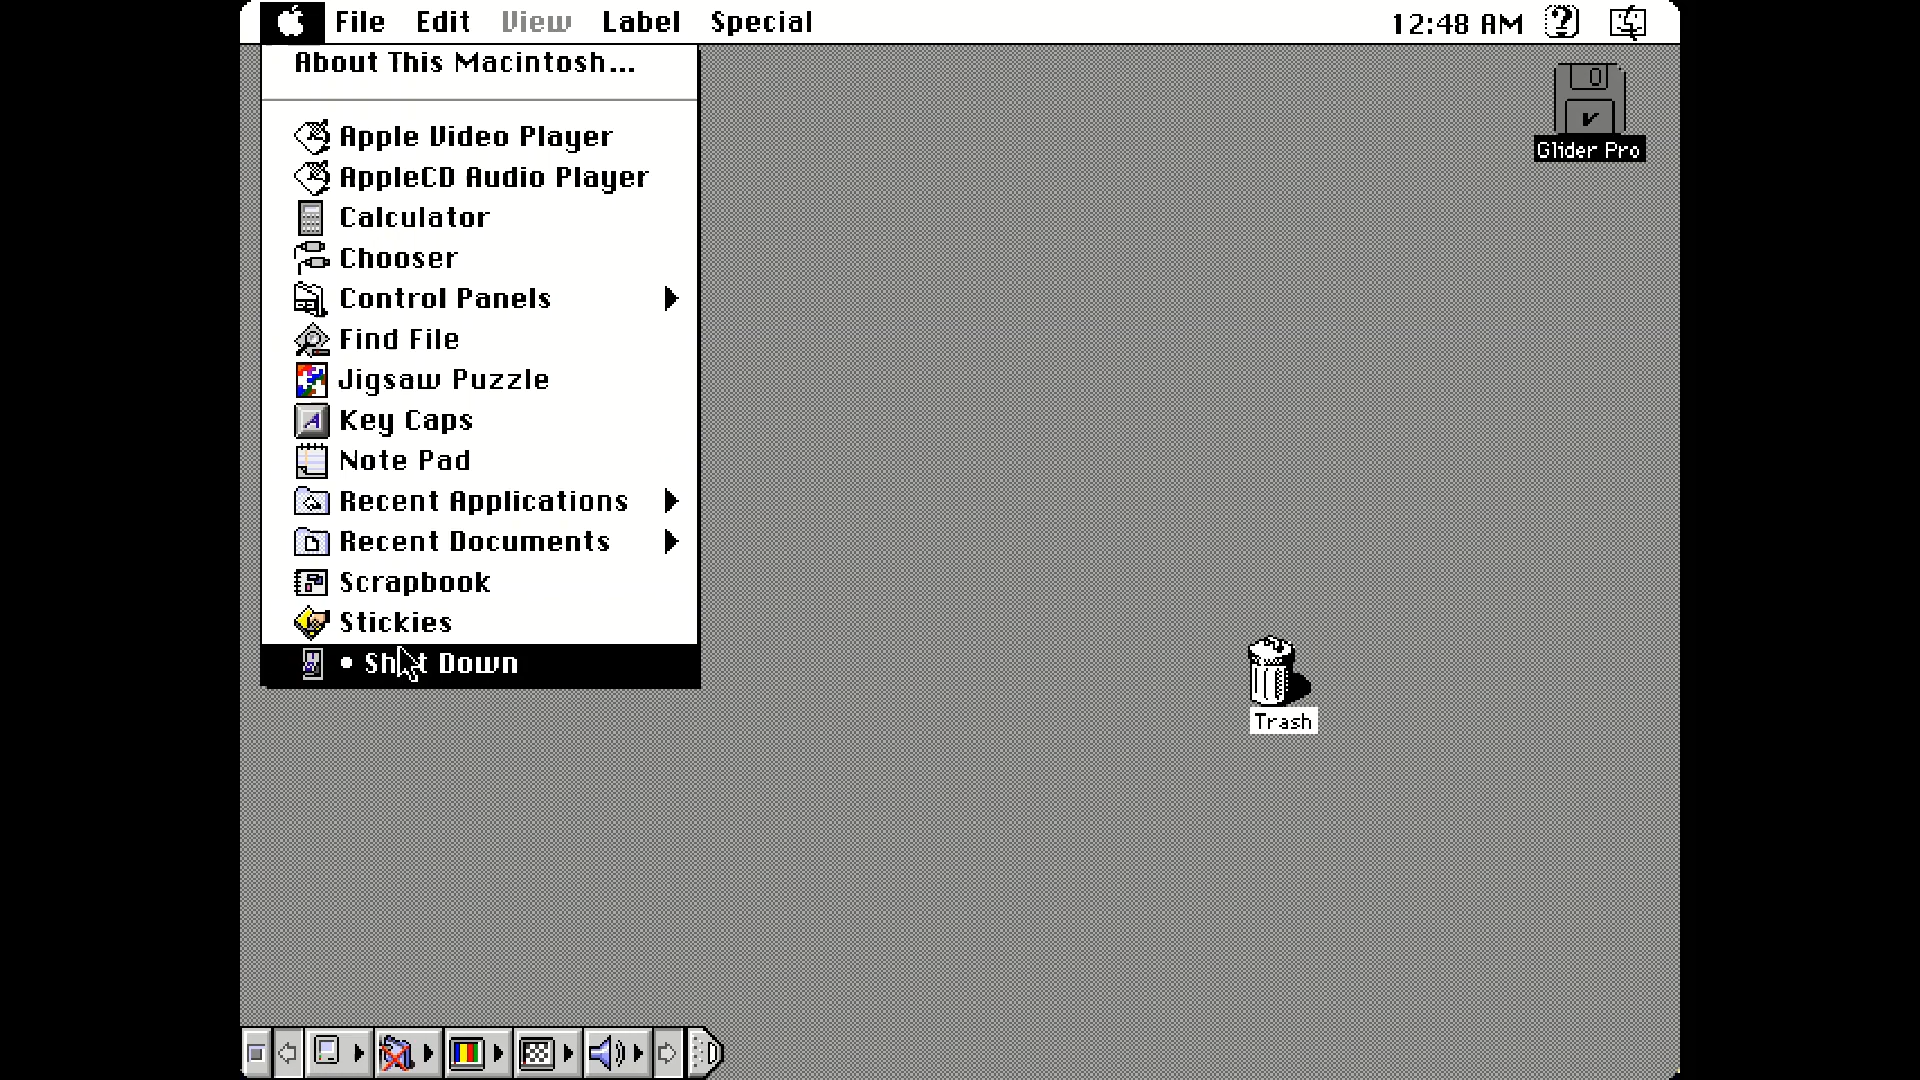 File Edit View Label Special 12:48 AM
About This Macintosh...
Apple Video Player
AppleCD Audio Player
Calculator
Chooser
Control Panels
Find File
Jigsaw Puzzle
Key Caps
Note Pad
Recent Applications
Recent Documents
Scrapbook
Stickies
• Shut Down
Glider Pro
Trash